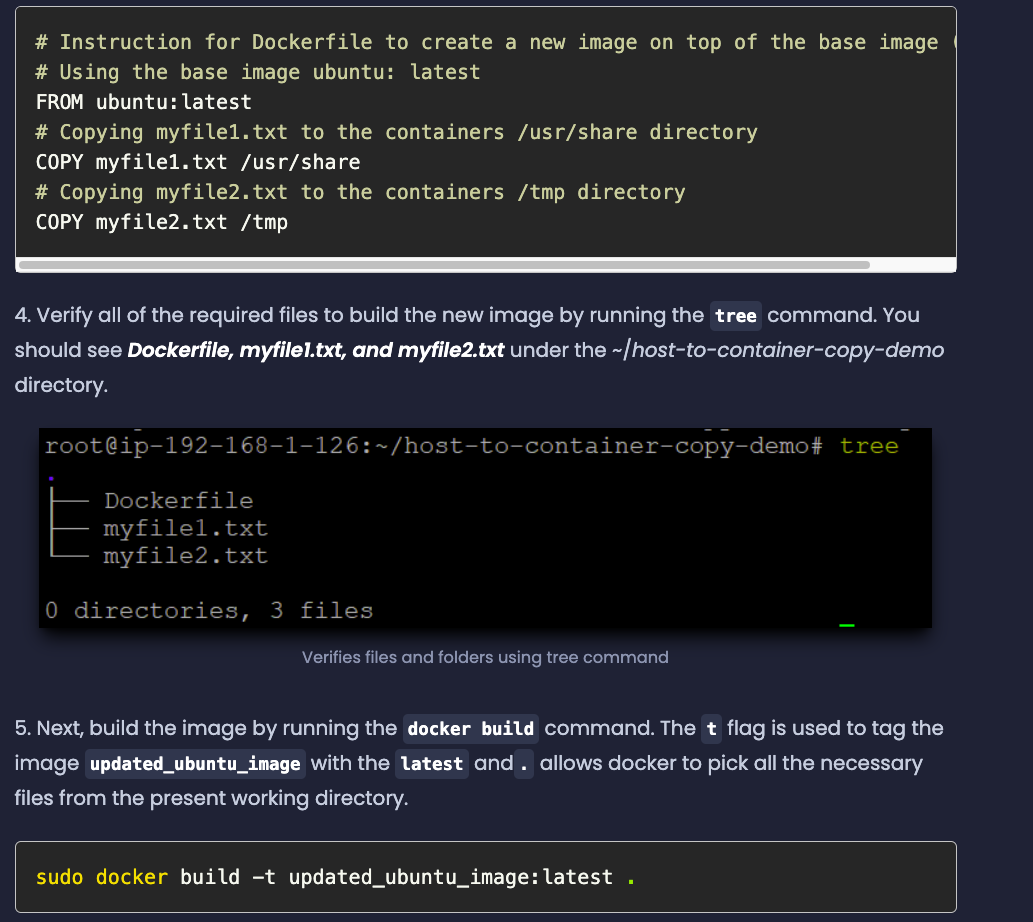 # Instruction for Dockerfile to create a new image on top of the base image (
# Using the base image ubuntu: latest
FROM ubuntu:latest
# Copying myfile1.txt to the containers /usr/share directory
COPY myfile1.txt /usr/share
# Copying myfile2.txt to the containers /tmp directory
COPY myfile2.txt /tmp
4. Verify all of the required files to build the new image by running the tree command. You
should see Dockerfile, myfile1.txt, and myfile2.txt under the ~/host-to-container-copy-demo
directory.
root@ip-192-168-1-126:~/host-to-container-copy-demo# tree
.
├── Dockerfile
├── myfile1.txt
└── myfile2.txt
0 directories, 3 files
Verifies files and folders using tree command
5. Next, build the image by running the docker build command. The t flag is used to tag the
image updated_ubuntu_image with the latest and . allows docker to pick all the necessary
files from the present working directory.
sudo docker build -t updated_ubuntu_image:latest .